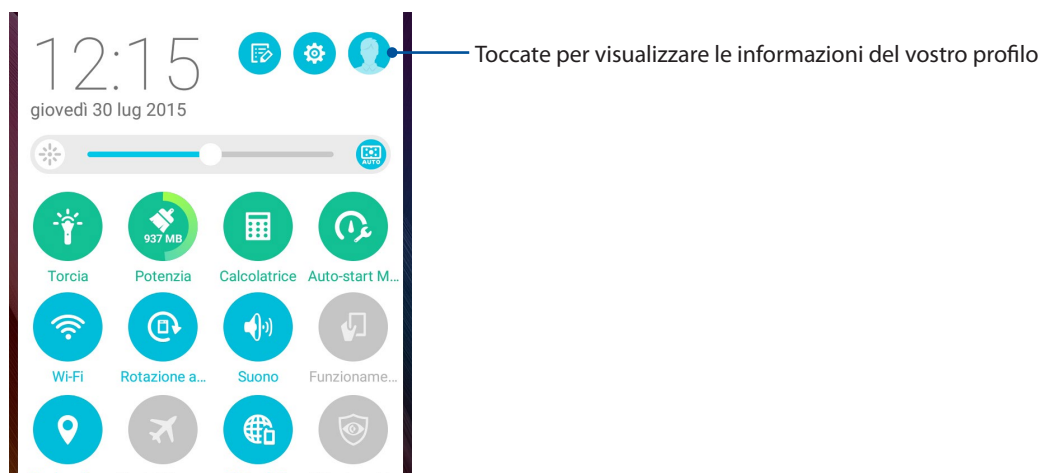 12:15
Toccate per visualizzare le informazioni del vostro profilo
giovedì 30 lug 2015
AUTO
937 MB
Torcia Potenzia Calcolatrice Auto-start M...
Wi-Fi Rotazione a... Suono Funzioname...